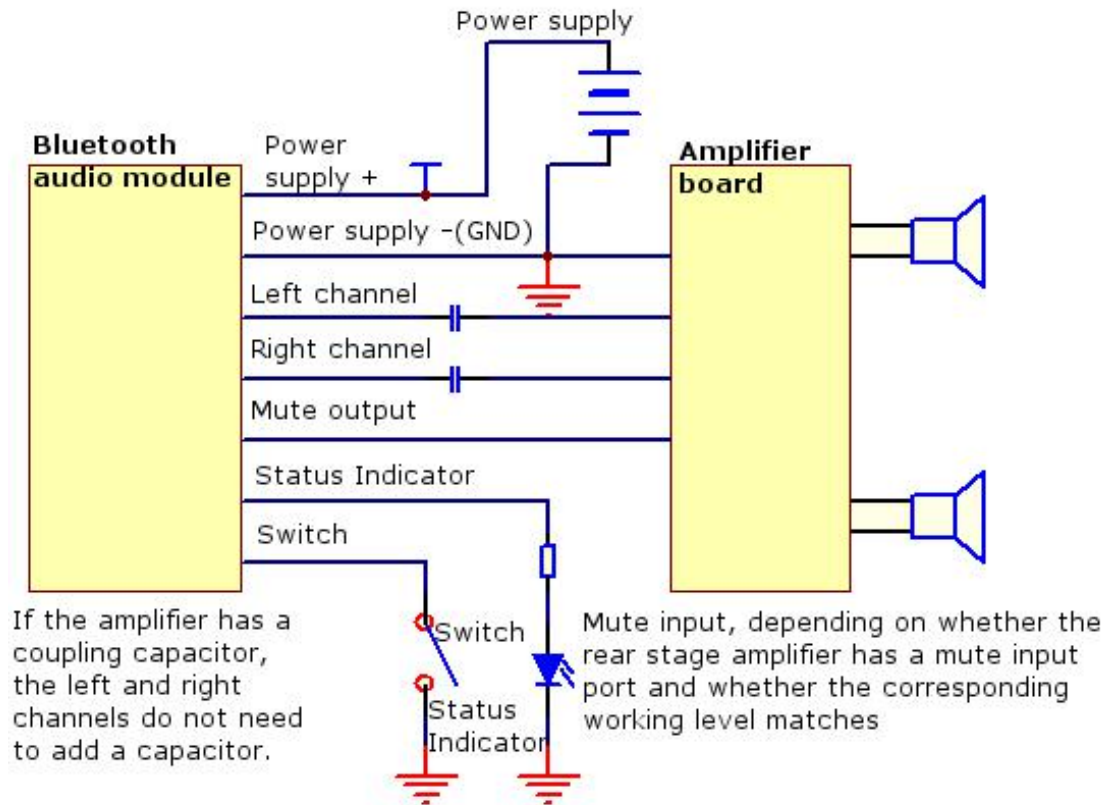 Power supply
Bluetooth
audio module
Power
supply +
Amplifier
board
Power supply -(GND)
Left channel
Right channel
Mute output
Status Indicator
Switch
If the amplifier has a
coupling capacitor,
the left and right
channels do not need
to add a capacitor.
Switch
Status
Indicator
Mute input, depending on whether the
rear stage amplifier has a mute input
port and whether the corresponding
working level matches